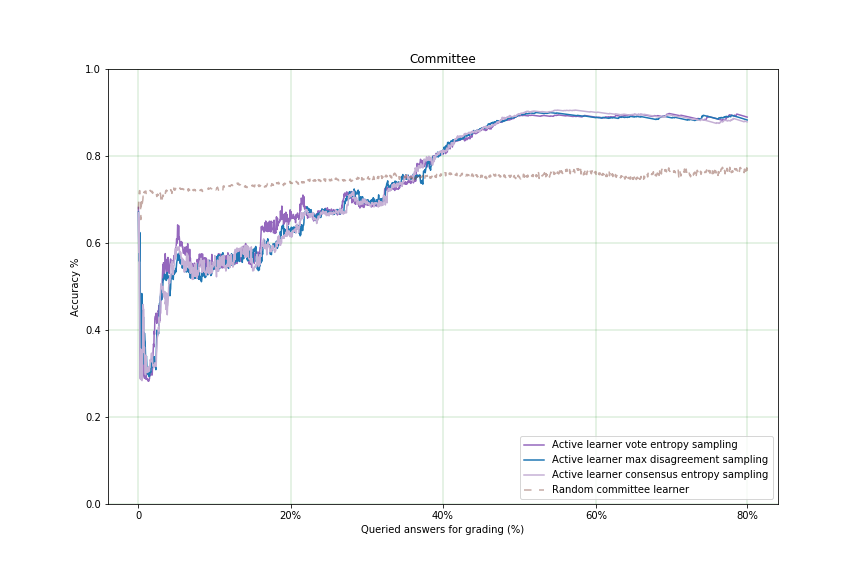 Committee
1.0
0.8
0.6
0.4
0.2
0.0
Accuracy %
0
20%
40%
60%
80%
Queried answers for grading (%)
Active learner vote entropy sampling
Active learner max disagreement sampling
Active learner consensus entropy sampling
Random committee learner